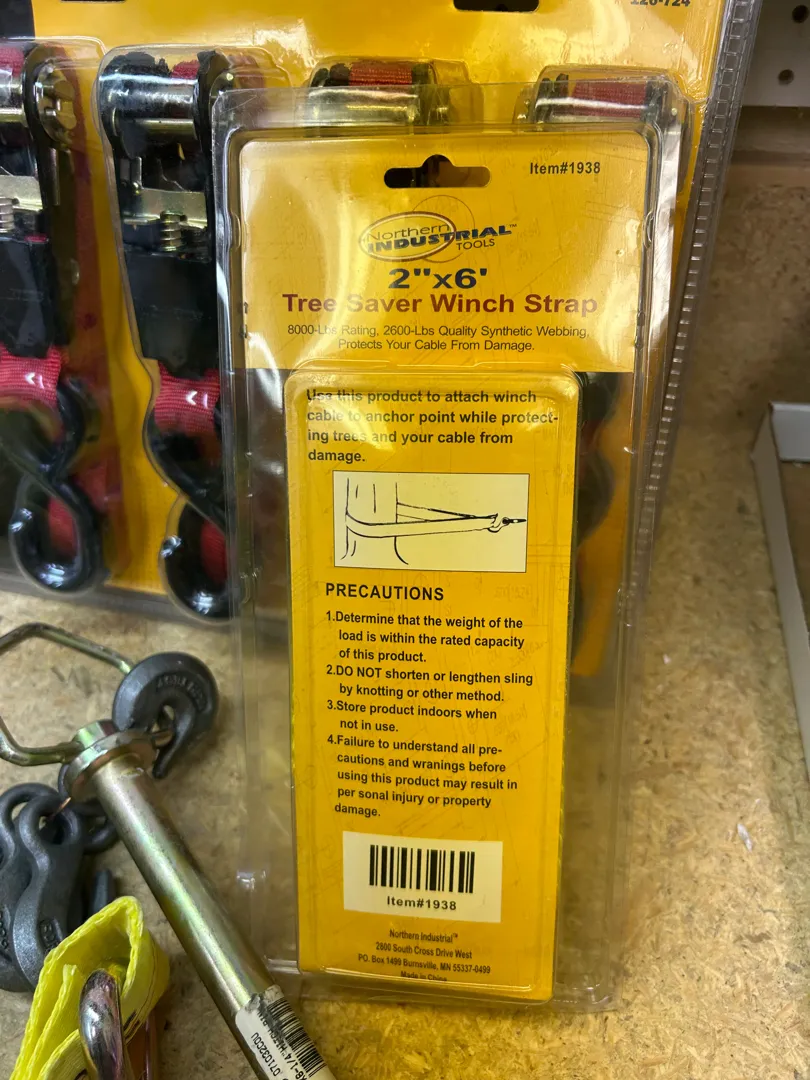 128-724
Item#1938
Northern
INDUSTRIAL™
TOOLS
2"x6'
Tree Saver Winch Strap
8000-Lbs Rating, 2600-Lbs Quality Synthetic Webbing,
Protects Your Cable From Damage.
Use this product to attach winch
cable to anchor point while protect-
ing trees and your cable from
damage.
PRECAUTIONS
1.Determine that the weight of the
load is within the rated capacity
of this product.
2.DO NOT shorten or lengthen sling
by knotting or other method.
3.Store product indoors when
not in use.
4.Failure to understand all pre-
cautions and wranings before
using this product may result in
per sonal injury or property
damage.
Item#1938
Northern Industrial™
2800 South Cross Drive West
PO. Box 1499 Burnsville, MN 55337-0499
Made in China
071032COU